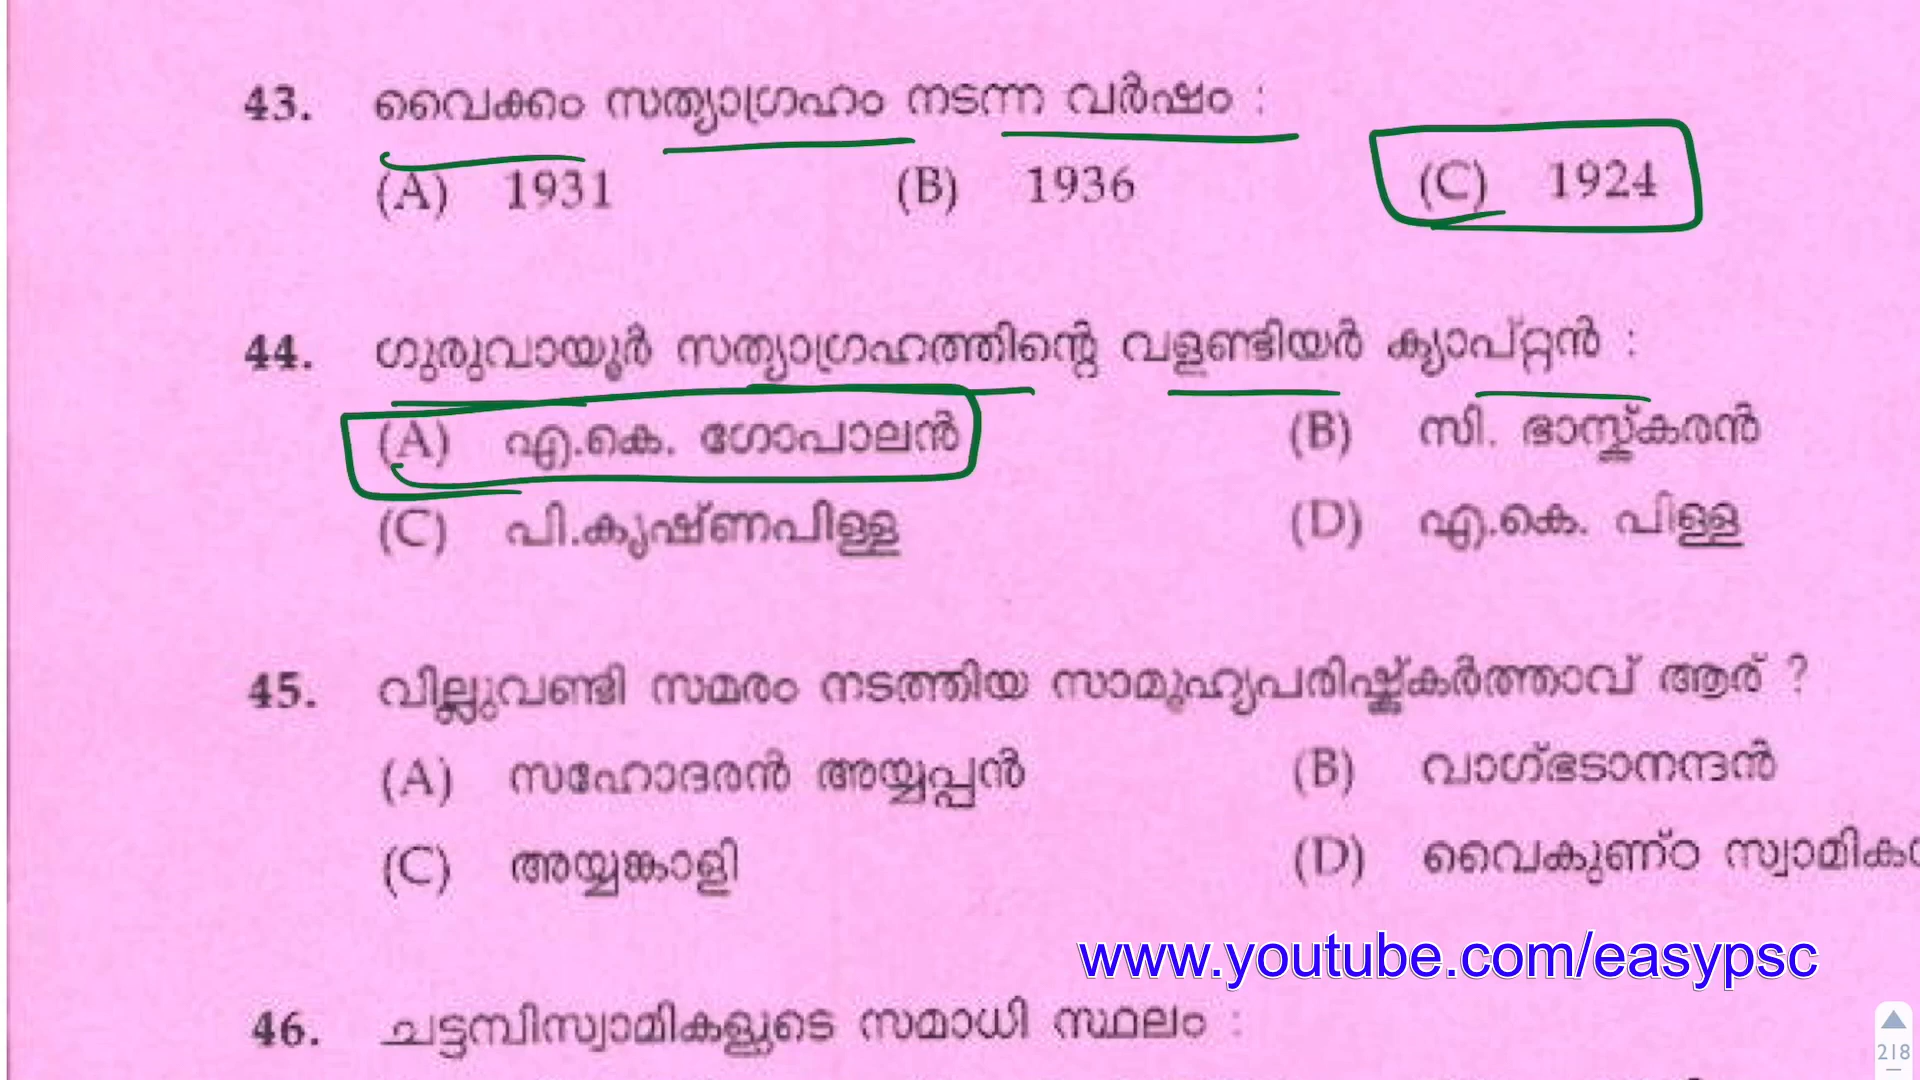 43. വൈക്കം സത്യാഗ്രഹം നടന്ന വർഷം :
(A) 1931 (B) 1936 (C) 1924
44. ഗുരുവായൂർ സത്യാഗ്രഹത്തിന്റെ വളണ്ടിയർ ക്യാപ്റ്റൻ :
(A) എ.കെ. ഗോപാലൻ (B) സി. ഭാസ്ക്കരൻ
(C) പി.കൃഷ്ണപിള്ള (D) എ.കെ. പിള്ള
45. വില്ലുവണ്ടി സമരം നടത്തിയ സാമൂഹ്യപരിഷ്ക്കർത്താവ് ആര് ?
(A) സഹോദരൻ അയ്യപ്പൻ (B) വാഗ്ഭടാനന്ദൻ
(C) അയ്യങ്കാളി (D) വൈകുണ്ഠ
www.youtube.com/easypsc
46. ചട്ടമ്പിസ്വാമികളുടെ സമാധി സ്ഥലം :
218